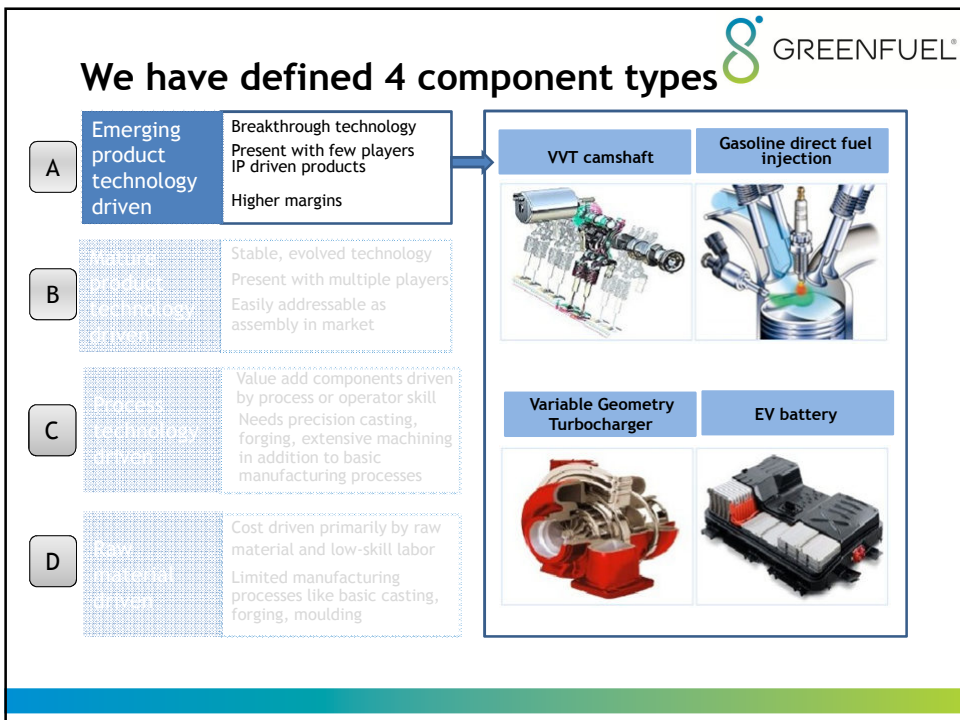 GREENFUEL®
We have defined 4 component types
A
Emerging
product
technology
driven
Breakthrough technology
Present with few players
IP driven products
Higher margins
B
Mature
product
technology
driven
Stable, evolved technology
Present with multiple players
Easily addressable as
assembly in market
C
Process
technology
driven
Value add components driven
by process or operator skill
Needs precision casting,
forging, extensive machining
in addition to basic
manufacturing processes
D
Raw
material
driven
Cost driven primarily by raw
material and low-skill labor
Limited manufacturing
processes like basic casting,
forging, moulding
VVT camshaft
Gasoline direct fuel
injection
Variable Geometry
Turbocharger
EV battery